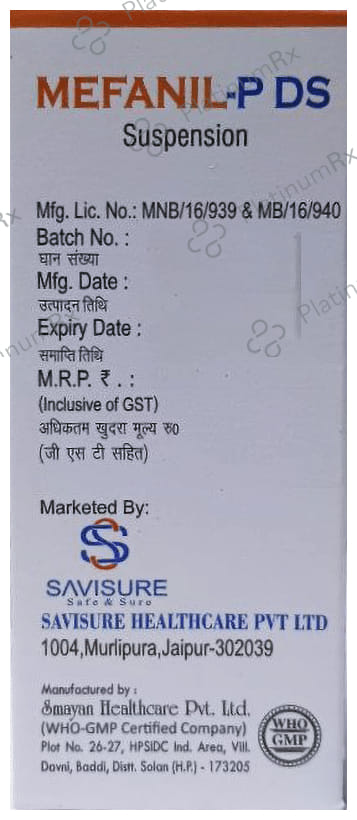 MEFANIL-P DS
Suspension
Mfg. Lic. No.: MNB/16/939 & MB/16/940
Batch No. :
घान संख्या
Mfg. Date :
उत्पादन तिथि
Expiry Date :
समाप्ति तिथि
M.R.P. ₹ . :
(Inclusive of GST)
अधिकतम खुदरा मूल्य रु0
(जी एस टी सहित)
Marketed By:
SAVISURE
Safe & Sure
SAVISURE HEALTHCARE PVT LTD
1004,Murlipura,Jaipur-302039
Manufactured by :
Smayan Healthcare Pvt. Ltd.
(WHO-GMP Certified Company)
Plot No. 26-27, HPSIDC Ind. Area, Vill.
Davni, Baddi, Distt. Solan (H.P.) - 173205
WHO
GMP
PlatinumRx